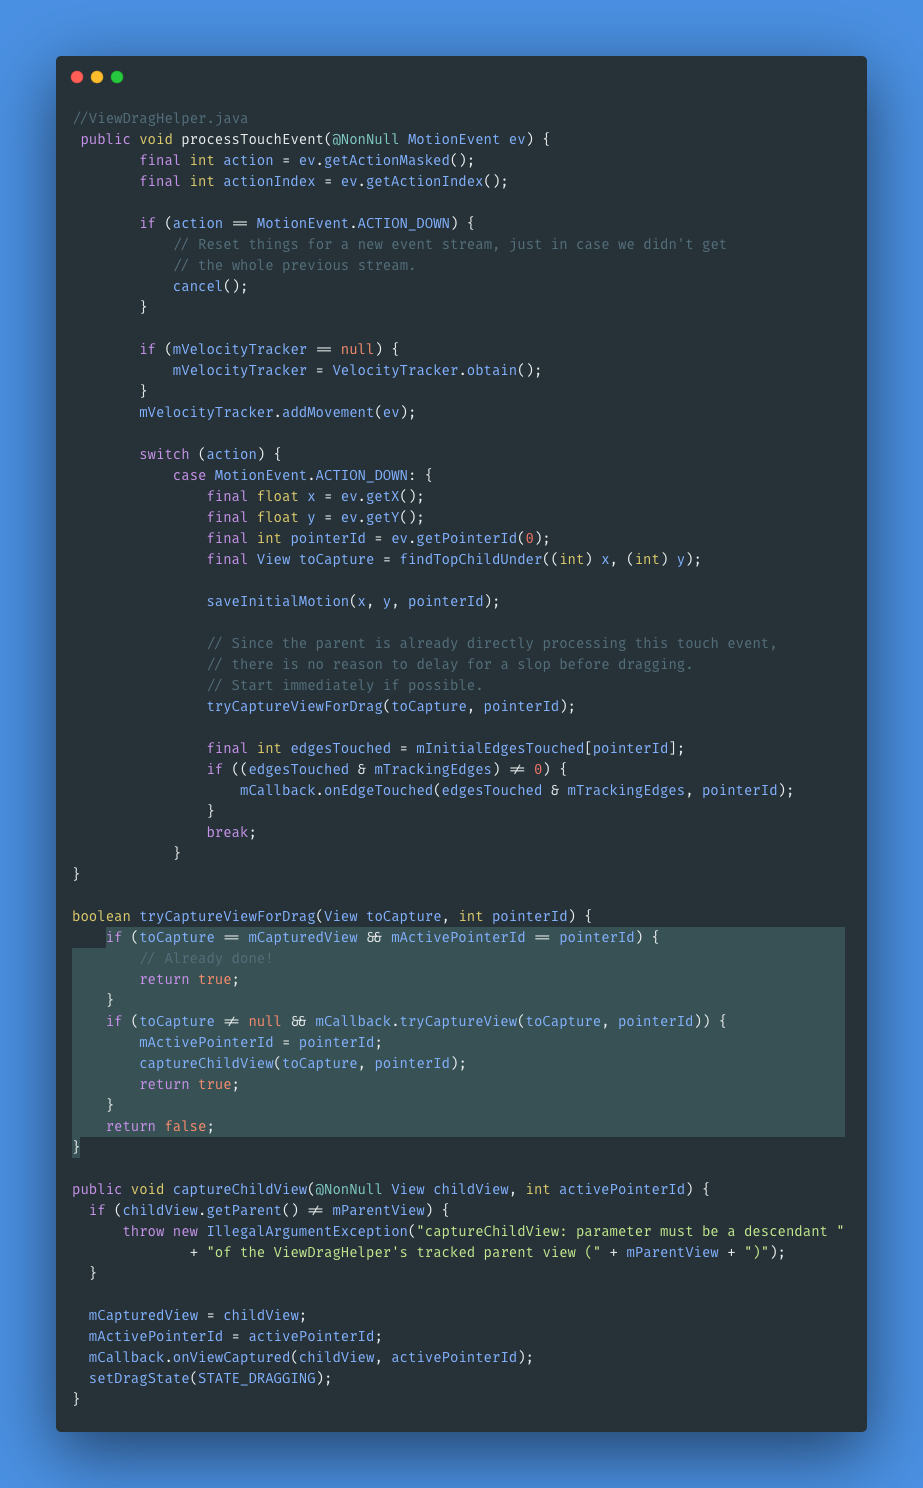 //ViewDragHelper.java
 public void processTouchEvent(@NonNull MotionEvent ev) {
        final int action = ev.getActionMasked();
        final int actionIndex = ev.getActionIndex();

        if (action == MotionEvent.ACTION_DOWN) {
            // Reset things for a new event stream, just in case we didn't get
            // the whole previous stream.
            cancel();
        }

        if (mVelocityTracker == null) {
            mVelocityTracker = VelocityTracker.obtain();
        }
        mVelocityTracker.addMovement(ev);

        switch (action) {
            case MotionEvent.ACTION_DOWN: {
                final float x = ev.getX();
                final float y = ev.getY();
                final int pointerId = ev.getPointerId(0);
                final View toCapture = findTopChildUnder((int) x, (int) y);

                saveInitialMotion(x, y, pointerId);

                // Since the parent is already directly processing this touch event,
                // there is no reason to delay for a slop before dragging.
                // Start immediately if possible.
                tryCaptureViewForDrag(toCapture, pointerId);

                final int edgesTouched = mInitialEdgesTouched[pointerId];
                if ((edgesTouched & mTrackingEdges) != 0) {
                    mCallback.onEdgeTouched(edgesTouched & mTrackingEdges, pointerId);
                }
                break;
            }
}

boolean tryCaptureViewForDrag(View toCapture, int pointerId) {
    if (toCapture == mCapturedView && mActivePointerId == pointerId) {
        // Already done!
        return true;
    }
    if (toCapture != null && mCallback.tryCaptureView(toCapture, pointerId)) {
        mActivePointerId = pointerId;
        captureChildView(toCapture, pointerId);
        return true;
    }
    return false;
}

public void captureChildView(@NonNull View childView, int activePointerId) {
  if (childView.getParent() != mParentView) {
      throw new IllegalArgumentException("captureChildView: parameter must be a descendant "
              + "of the ViewDragHelper's tracked parent view (" + mParentView + ")");
  }

  mCapturedView = childView;
  mActivePointerId = activePointerId;
  mCallback.onViewCaptured(childView, activePointerId);
  setDragState(STATE_DRAGGING);
}